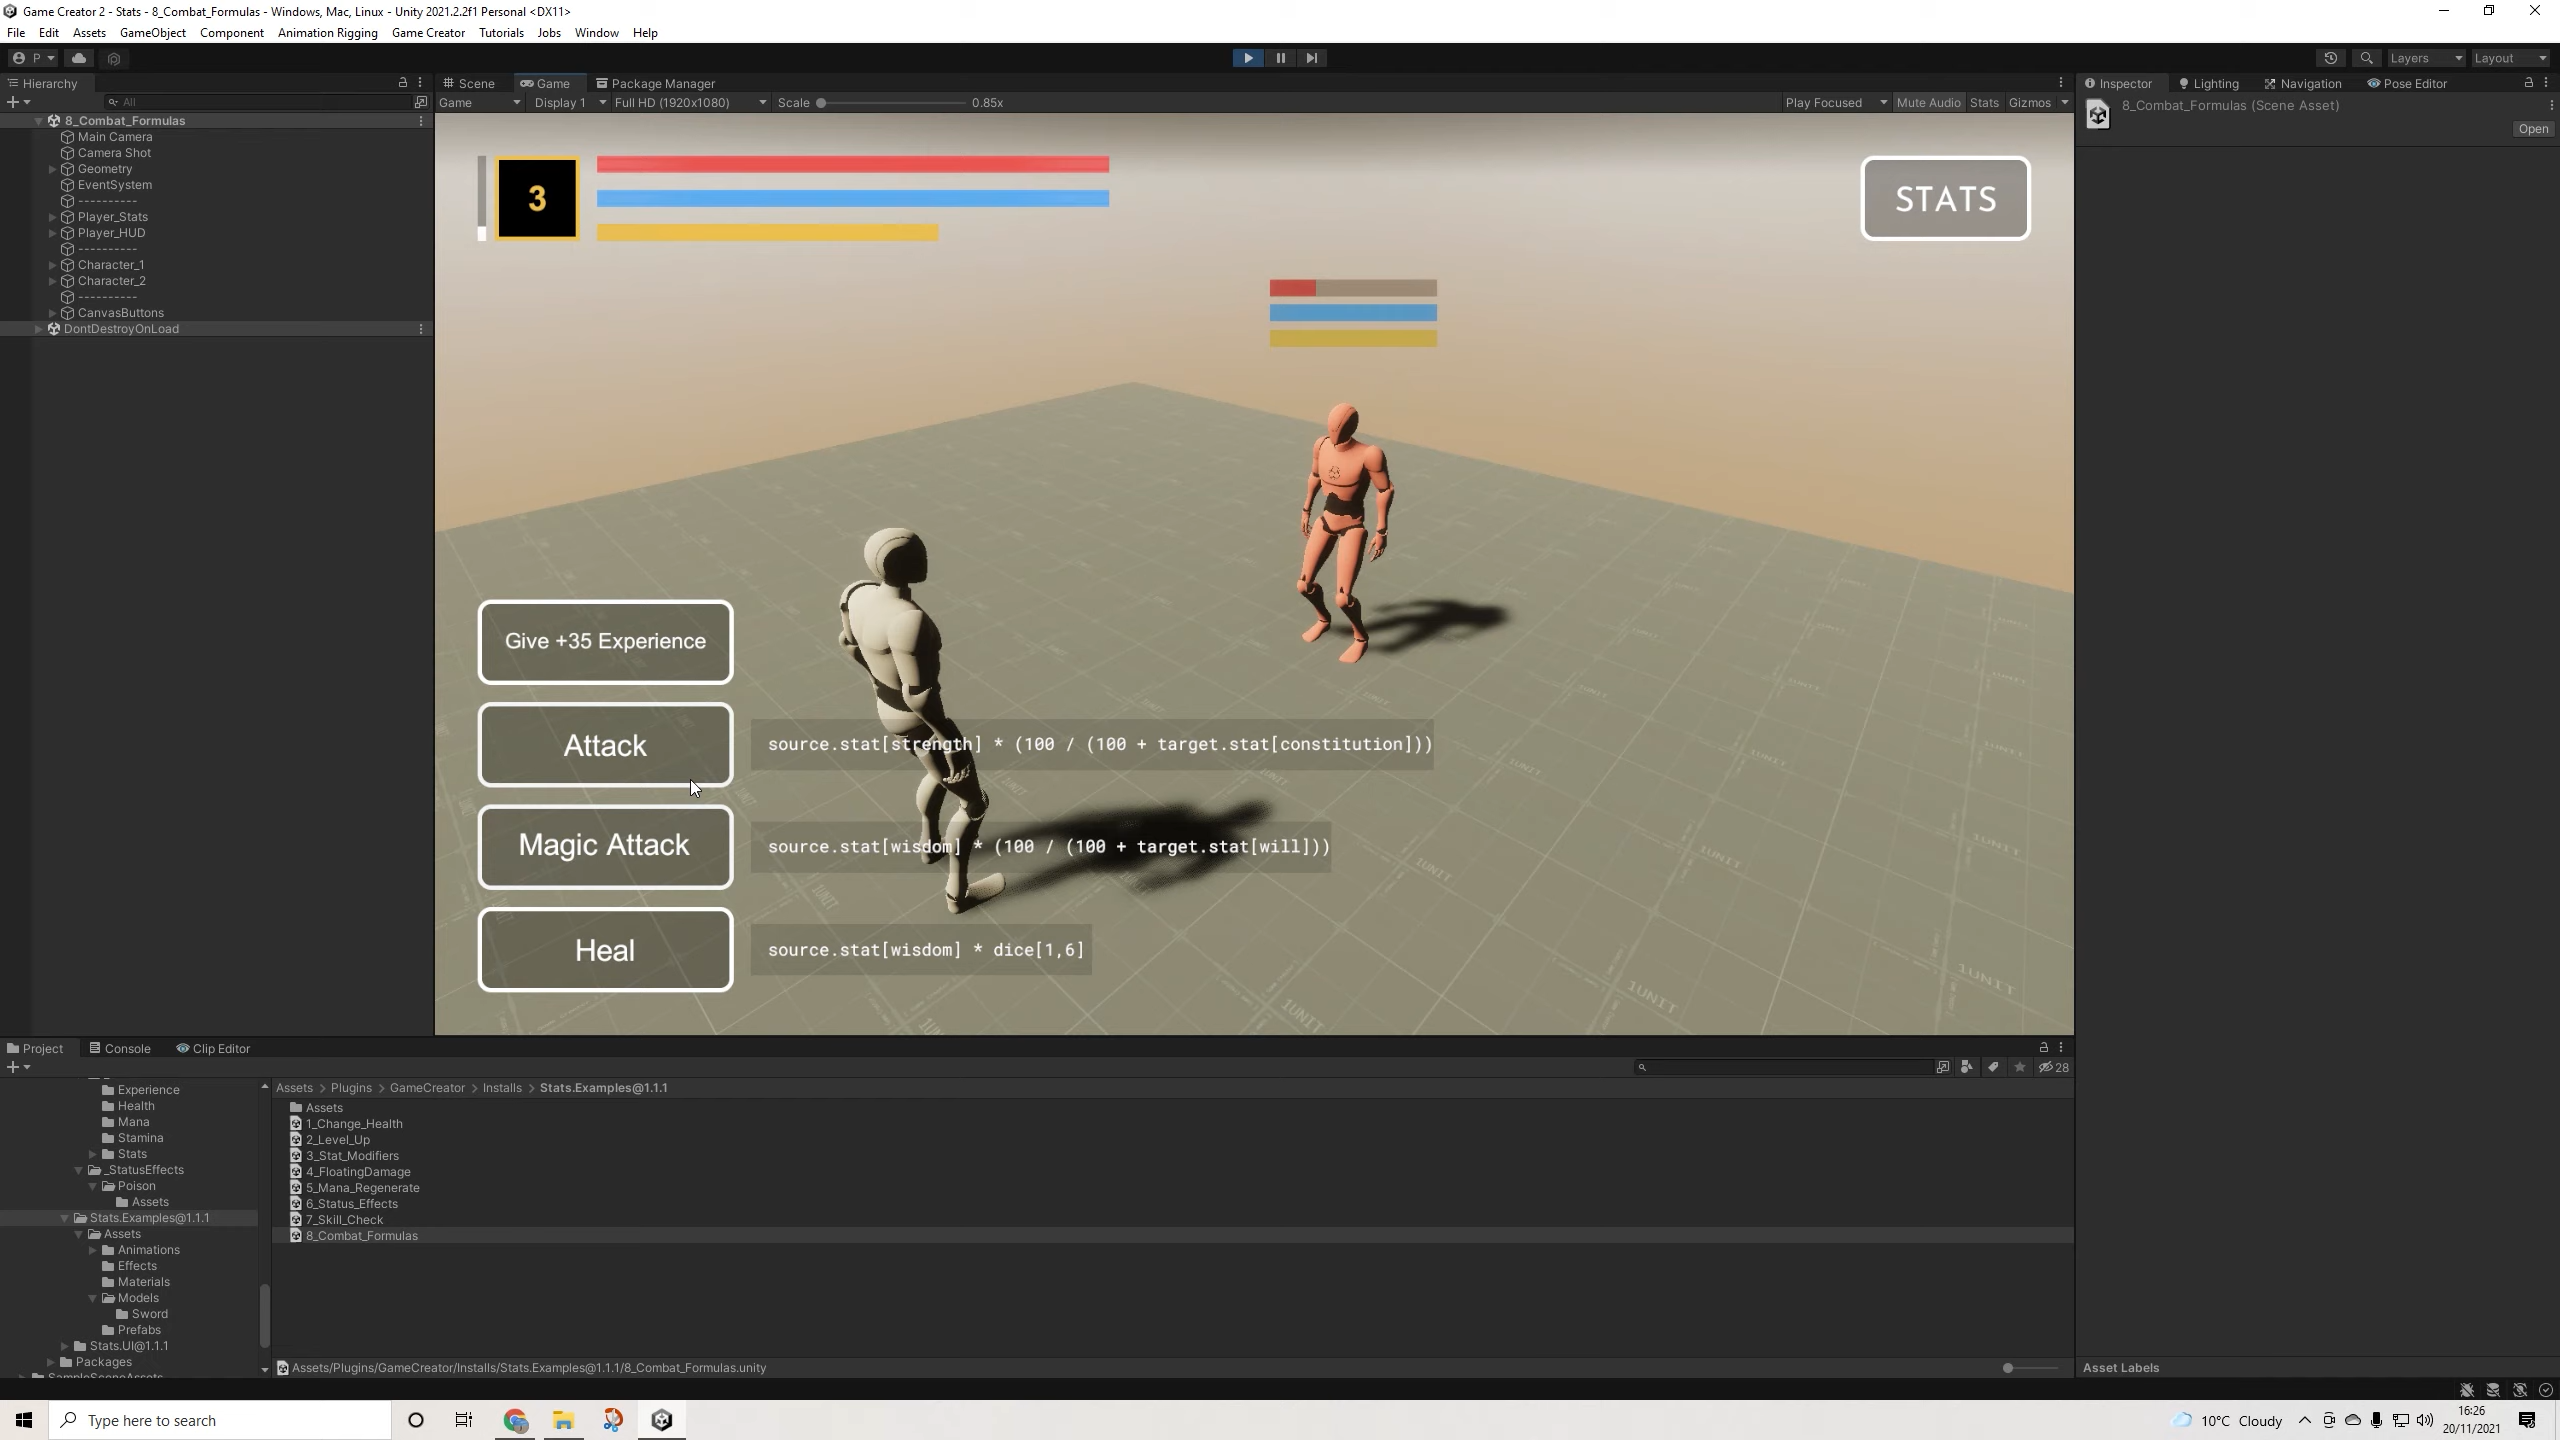 Game Creator 2 - Stats - 8_Combat_Formulas - Windows, Mac, Linux - Unity 2021.2.2f1 Personal <DX11>
File Edit Assets GameObject Component Animation Rigging Game Creator Tutorials Jobs Window Help
P
Layers Layout
Hierarchy
All
8_Combat_Formulas
Main Camera
Camera Shot
Geometry
EventSystem
----------
Player_Stats
Player_HUD
----------
Character_1
Character_2
----------
CanvasButtons
DontDestroyOnLoad
Scene Game Package Manager
Game Display 1 Full HD (1920x1080) Scale 0.85x Play Focused Mute Audio Stats Gizmos
3
STATS
Give +35 Experience
Attack
source.stat[strength] * (100 / (100 + target.stat[constitution]))
Magic Attack
source.stat[wisdom] * (100 / (100 + target.stat[will]))
Heal
source.stat[wisdom] * dice[1,6]
1UNIT
1UNIT
1UNIT
Inspector Lighting Navigation Pose Editor
8_Combat_Formulas (Scene Asset)
Open
Asset Labels
Project Console Clip Editor
28
Experience
Health
Mana
Stamina
Stats
_StatusEffects
Poison
Assets
Stats.Examples@1.1.1
Assets
Animations
Effects
Materials
Models
Sword
Prefabs
Stats.UI@1.1.1
Packages
SampleSceneAssets
Assets > Plugins > GameCreator > Installs > Stats.Examples@1.1.1
Assets
1_Change_Health
2_Level_Up
3_Stat_Modifiers
4_FloatingDamage
5_Mana_Regenerate
6_Status_Effects
7_Skill_Check
8_Combat_Formulas
Assets/Plugins/GameCreator/Installs/Stats.Examples@1.1.1/8_Combat_Formulas.unity
Type here to search
10°C Cloudy
16:26
20/11/2021